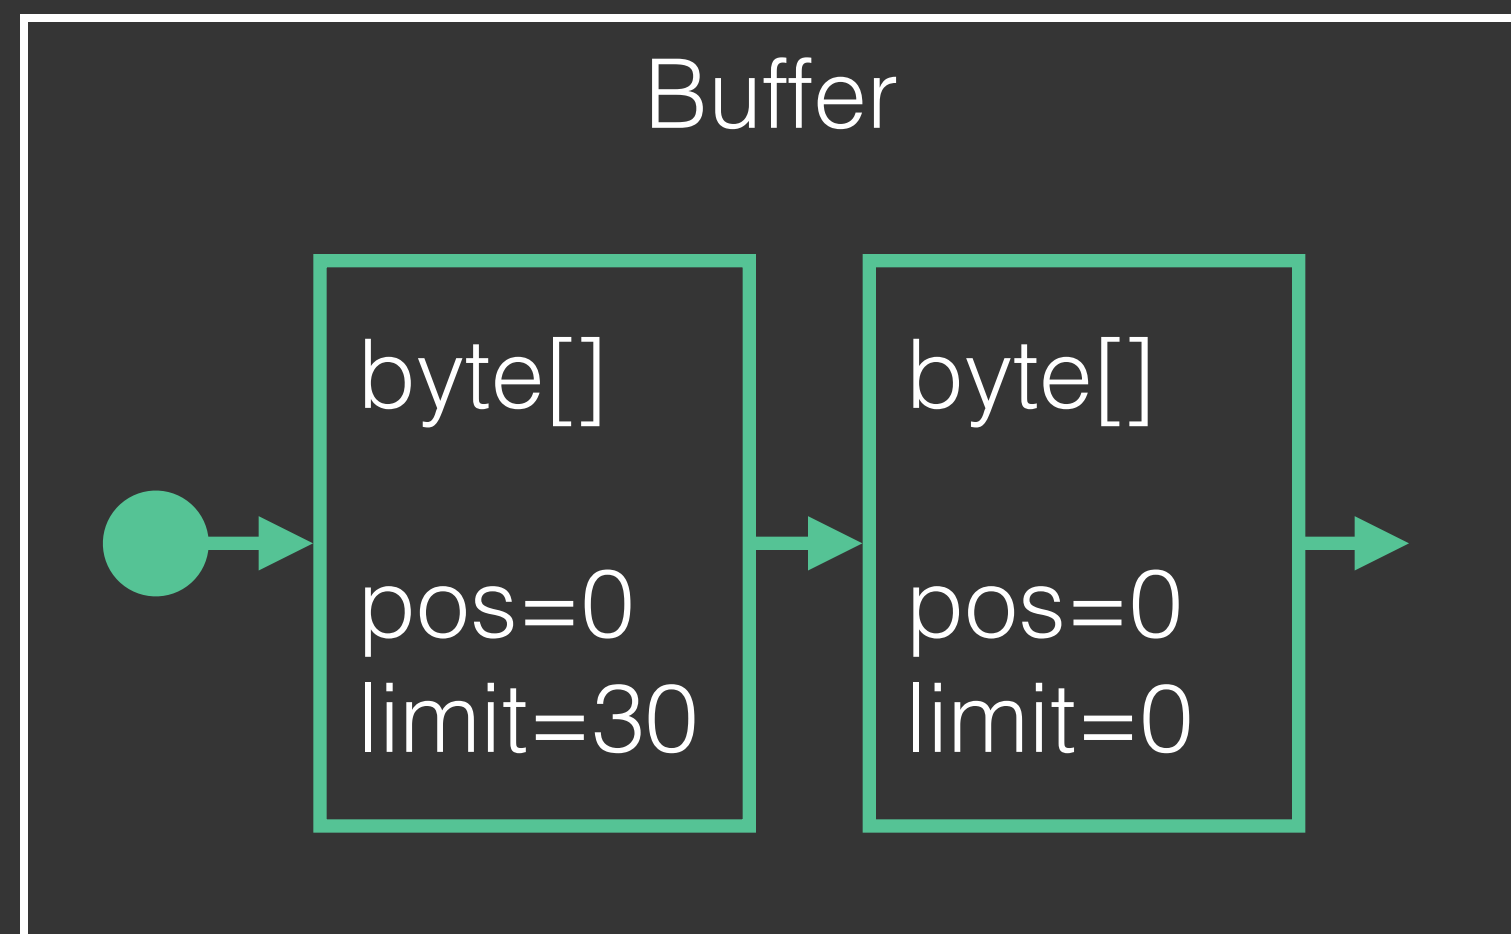 Buffer
byte[]
pos=0
limit=30
byte[]
pos=0
limit=0